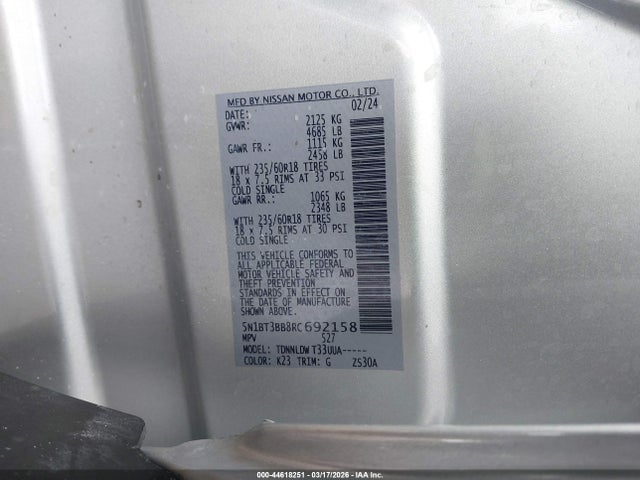 MFD BY NISSAN MOTOR CO., LTD.
DATE: 02/24
GVWR: 2125 KG
4685 LB
GAWR FR.: 1115 KG
2458 LB
WITH 235/60R18 TIRES
18 x 7.5 RIMS AT 33 PSI
COLD SINGLE
GAWR RR.: 1065 KG
2348 LB
WITH 235/60R18 TIRES
18 x 7.5 RIMS AT 30 PSI
COLD SINGLE
THIS VEHICLE CONFORMS TO
ALL APPLICABLE FEDERAL
MOTOR VEHICLE SAFETY AND
THEFT PREVENTION
STANDARDS IN EFFECT ON
THE DATE OF MANUFACTURE
SHOWN ABOVE.
5N1BT3BB8RC692158
MPV 527
MODEL: TDNNLDW T33UUA-----
COLOR: K23 TRIM: G ZS30A
000-44618251 - 03/17/2026 - IAA Inc.